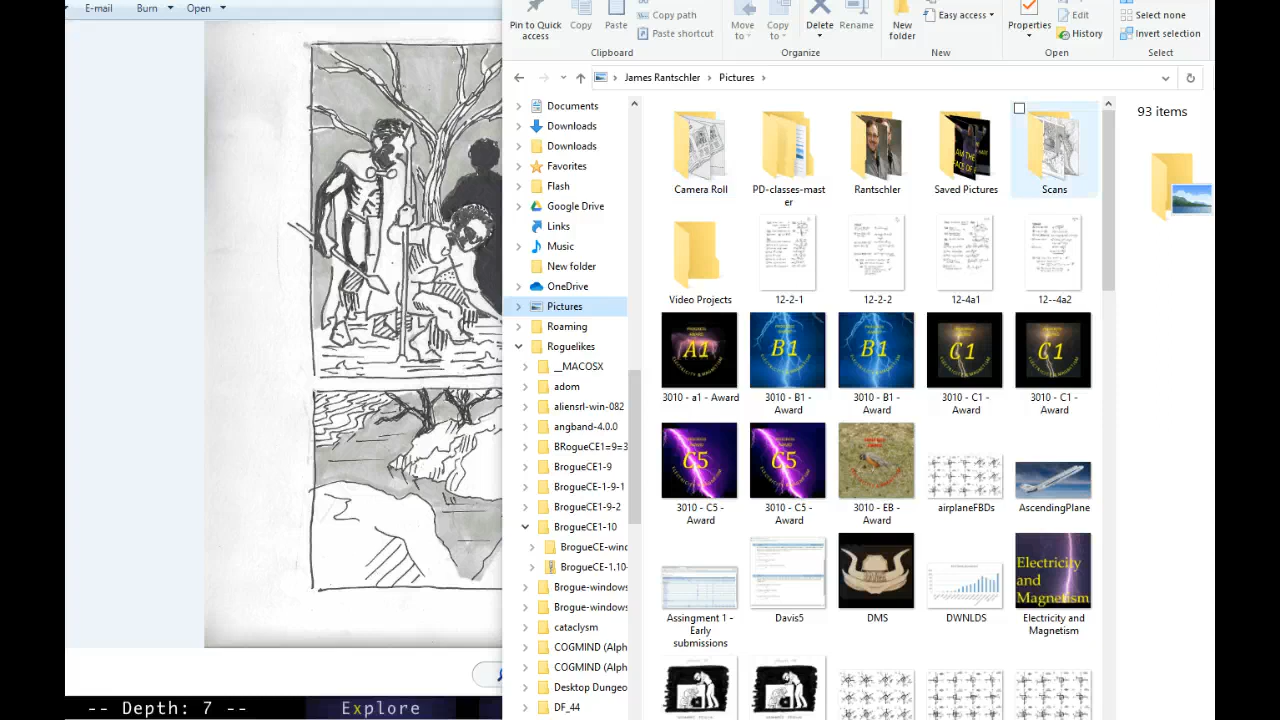 E-mail Burn Open
Pin to Quick access
Copy
Paste
Copy path
Paste shortcut
Clipboard
Move to
Copy to
Delete
Rename
Organize
New folder
Easy access
New
Properties
Edit
History
Open
Select none
Invert selection
Select
James Rantschler > Pictures >
93 items
Documents
Downloads
Downloads
Favorites
Flash
Google Drive
Links
Music
New folder
OneDrive
Pictures
Roaming
Roguelikes
__MACOSX
adom
aliensrl-win-082
angband-4.0.0
BRogueCE1=9=3
BrogueCE1-9
BrogueCE-1-9-1
BrogueCE1-9-2
BrogueCE1-10
BrogueCE-wind
BrogueCE-1.10-
Brogue-windows
Brogue-windows
cataclysm
COGMIND (Alph
COGMIND (Alph
Desktop Dungeo
DF_44
Camera Roll
PD-classes-master
Rantschler
Saved Pictures
Scans
Video Projects
12-2-1
12-2-2
12-4a1
12--4a2
A1
B1
B1
C1
C1
3010 - a1 - Award
3010 - B1 - Award
3010 - B1 - Award
3010 - C1 - Award
3010 - C1 - Award
C5
C5
3010 - C5 - Award
3010 - C5 - Award
3010 - EB - Award
airplaneFBDs
AscendingPlane
Electricity
and
Magnetism
Assingment 1 - Early submissions
Davis5
DMS
DWNLDS
Electricity and Magnetism
-- Depth: 7 --
Explore